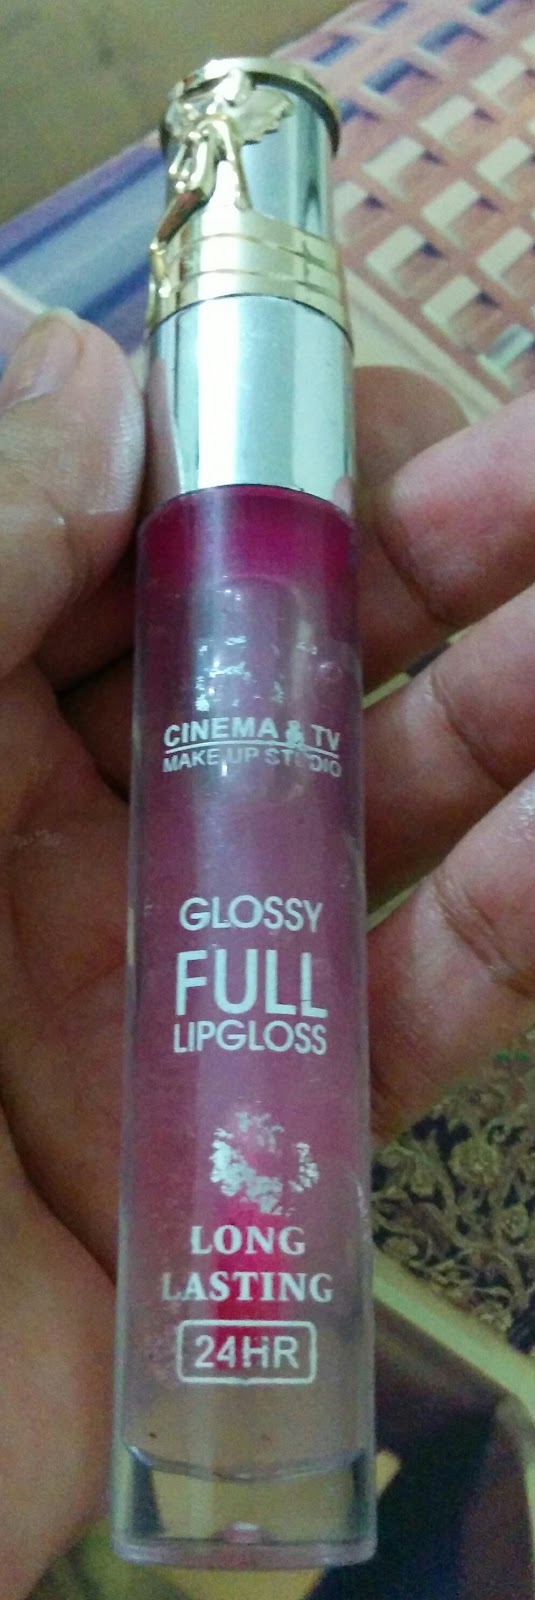 CINEMA & TV
MAKE UP STUDIO
GLOSSY
FULL
LIPGLOSS
LONG
LASTING
24HR